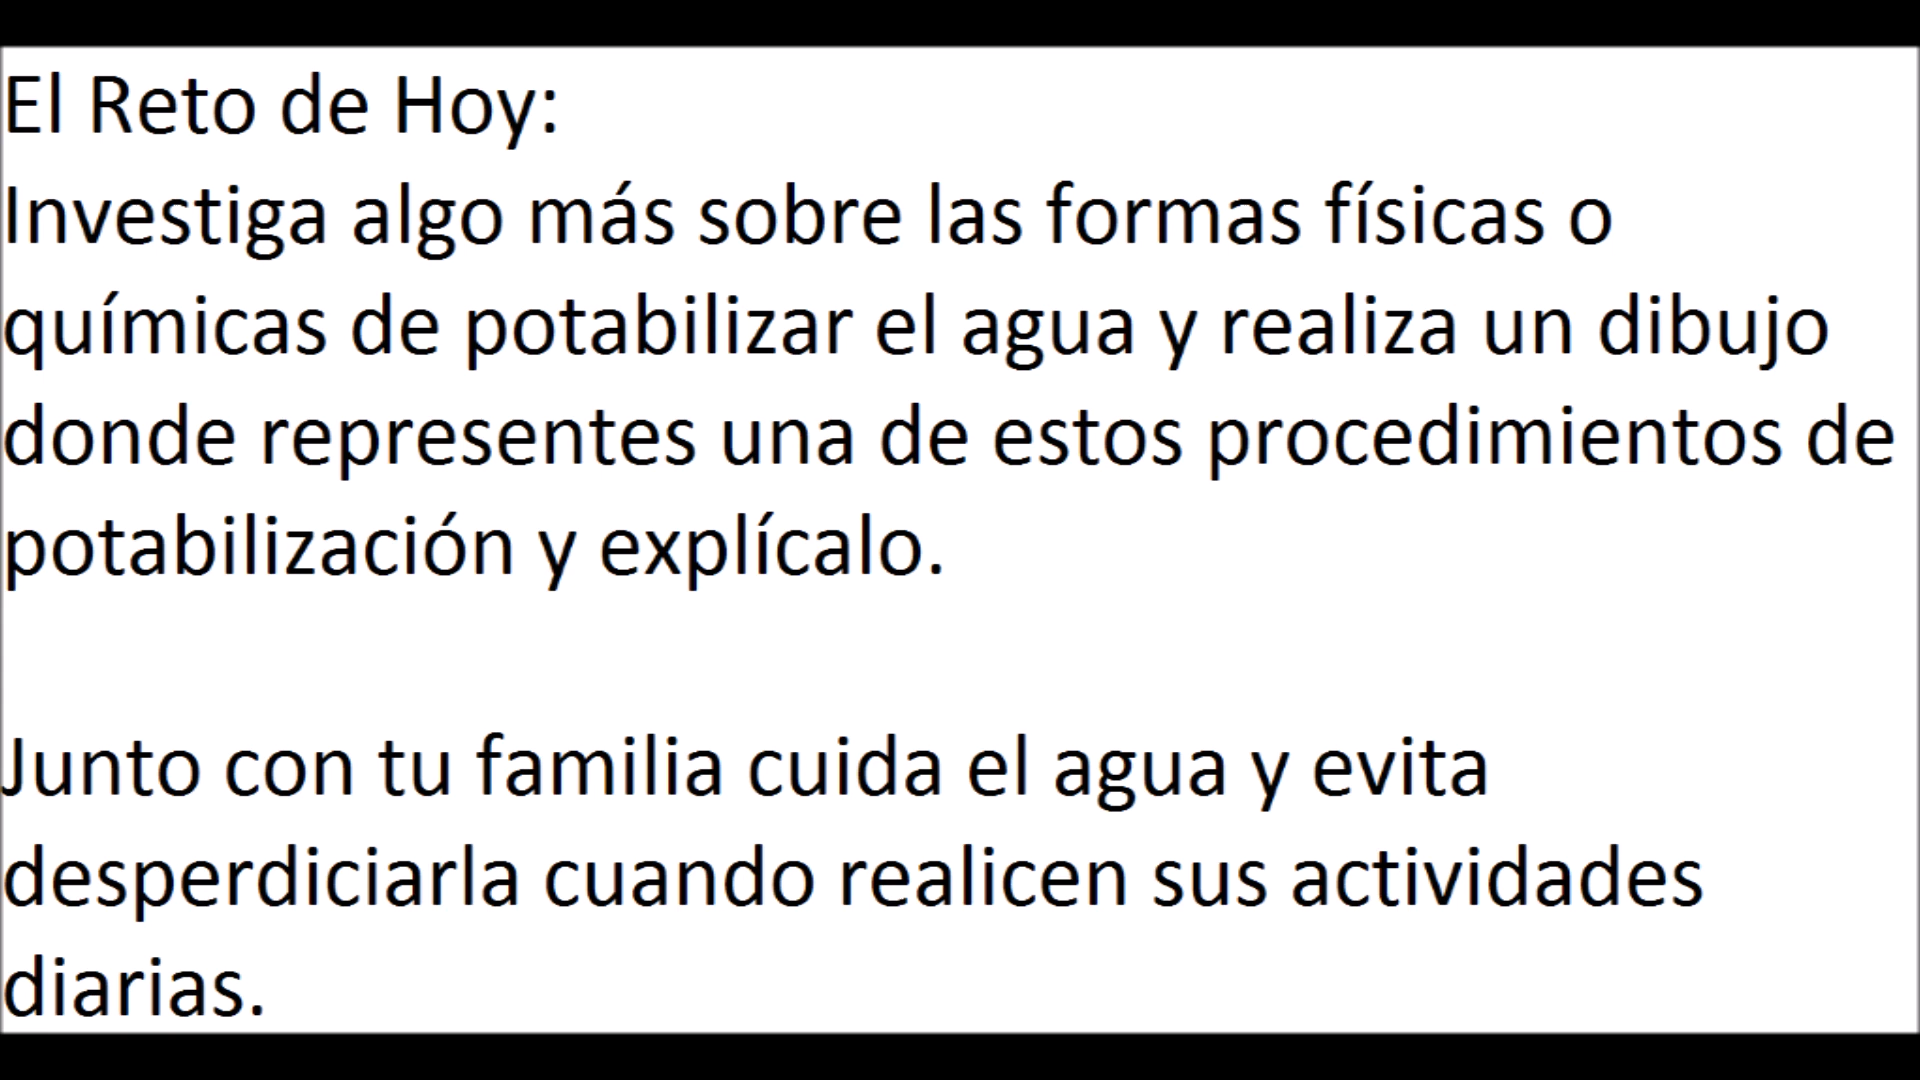 El Reto de Hoy:
Investiga algo más sobre las formas físicas o
químicas de potabilizar el agua y realiza un dibujo
donde representes una de estos procedimientos de
potabilización y explícalo.
Junto con tu familia cuida el agua y evita
desperdiciarla cuando realicen sus actividades
diarias.